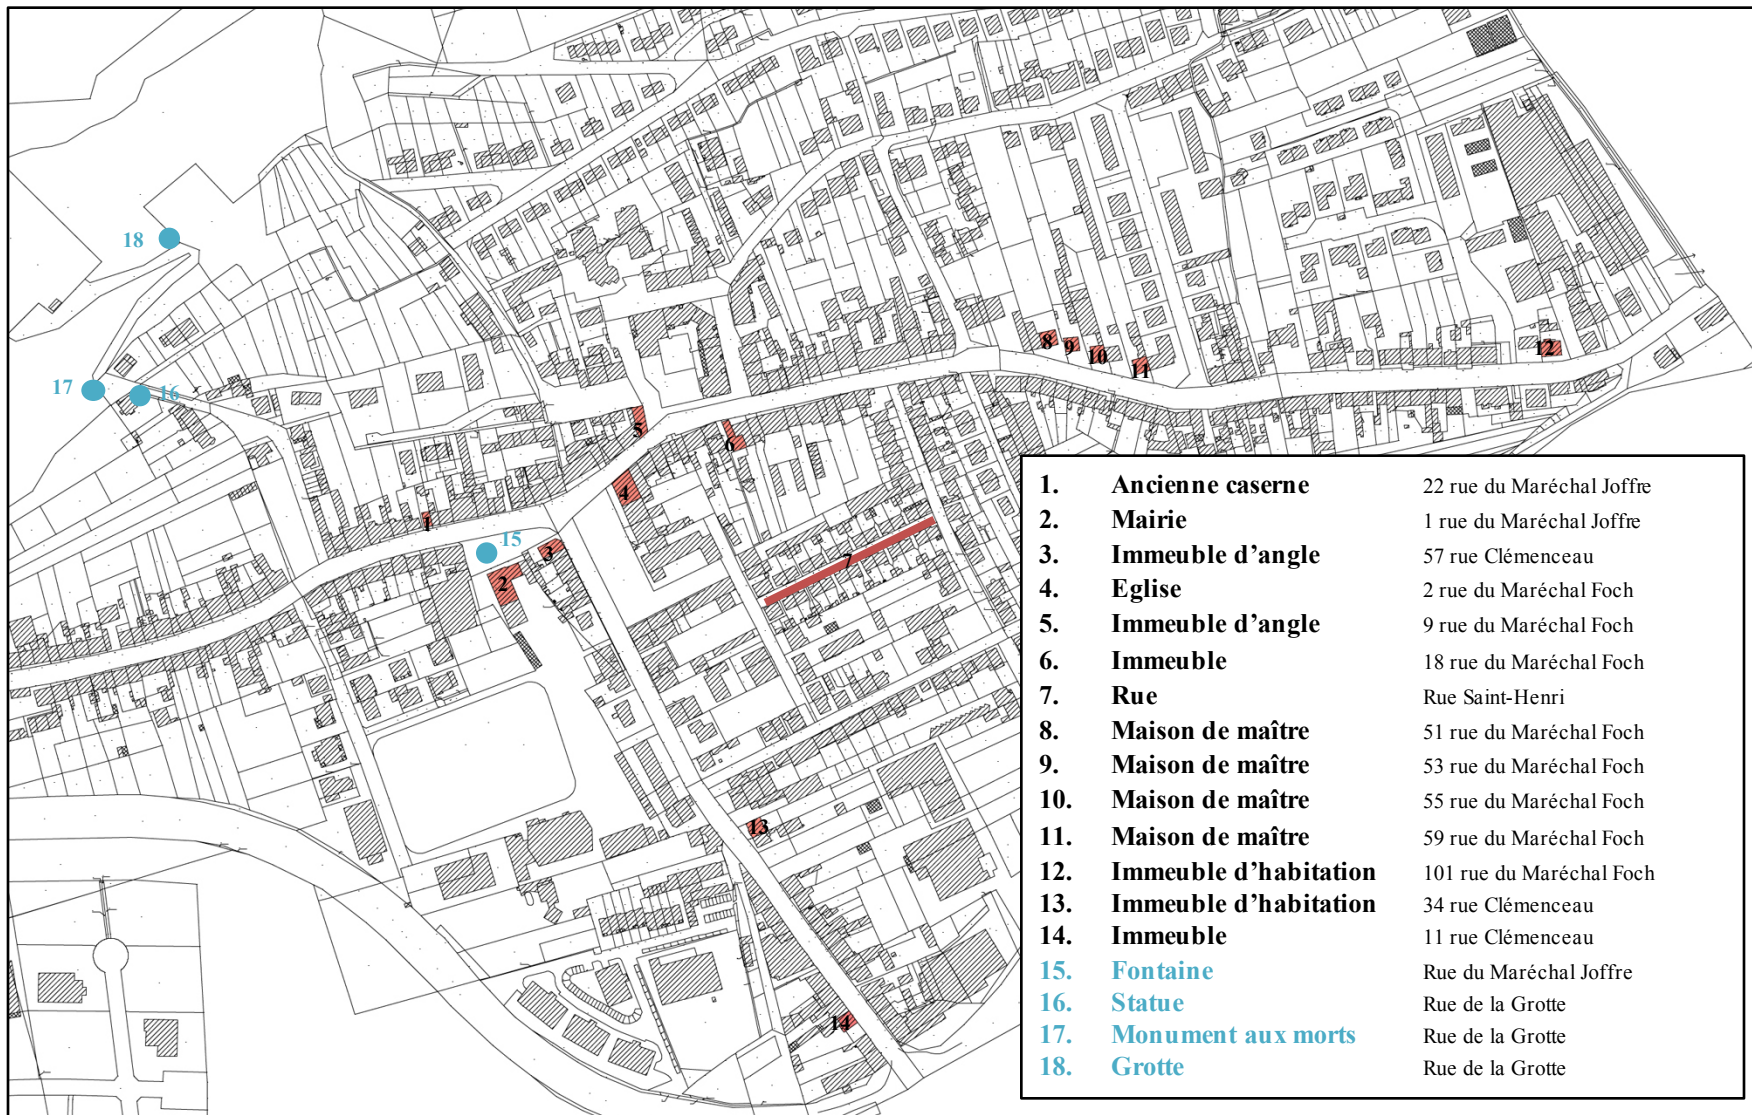 18
17
16
5
6
4
1
15
3
2
7
8
9
10
11
12
13
14
1. Ancienne caserne 22 rue du Maréchal Joffre
2. Mairie 1 rue du Maréchal Joffre
3. Immeuble d’angle 57 rue Clémenceau
4. Eglise 2 rue du Maréchal Foch
5. Immeuble d’angle 9 rue du Maréchal Foch
6. Immeuble 18 rue du Maréchal Foch
7. Rue Rue Saint-Henri
8. Maison de maître 51 rue du Maréchal Foch
9. Maison de maître 53 rue du Maréchal Foch
10. Maison de maître 55 rue du Maréchal Foch
11. Maison de maître 59 rue du Maréchal Foch
12. Immeuble d’habitation 101 rue du Maréchal Foch
13. Immeuble d’habitation 34 rue Clémenceau
14. Immeuble 11 rue Clémenceau
15. Fontaine Rue du Maréchal Joffre
16. Statue Rue de la Grotte
17. Monument aux morts Rue de la Grotte
18. Grotte Rue de la Grotte